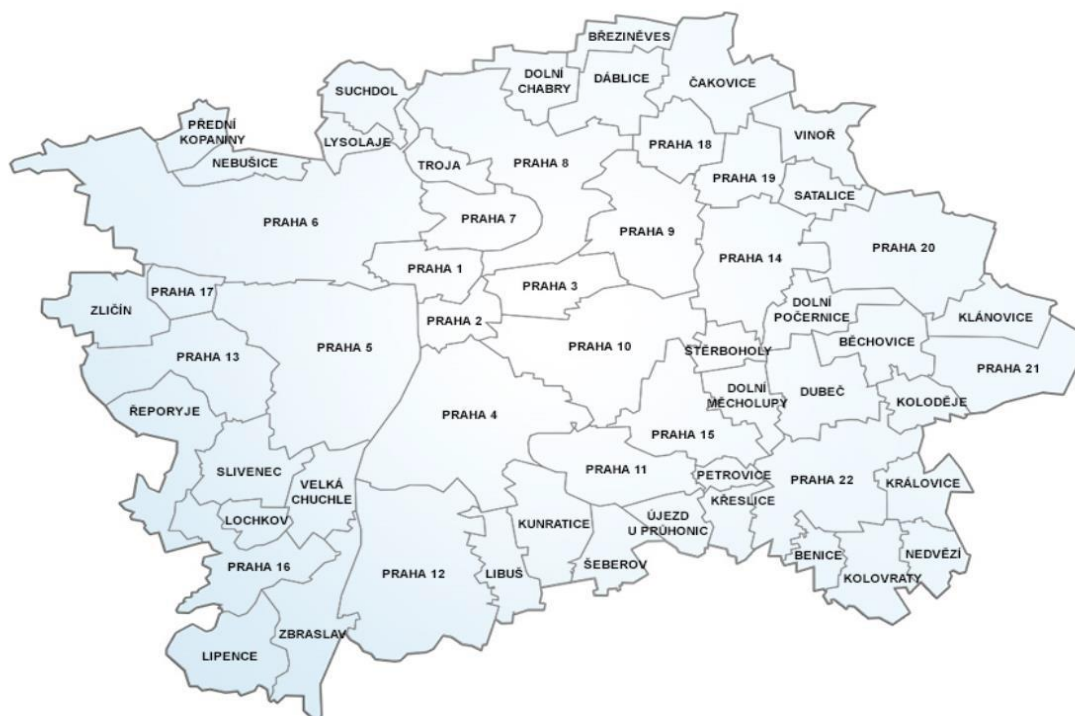 BŘEZINĚVES
DOLNÍ
CHABRY
ĎÁBLICE
ČAKOVICE
SUCHDOL
PŘEDNÍ
KOPANINY
LYSOLAJE
NEBUŠICE
TROJA
PRAHA 8
PRAHA 18
VINOŘ
PRAHA 19
SATALICE
PRAHA 6
PRAHA 7
PRAHA 9
PRAHA 14
PRAHA 20
PRAHA 1
PRAHA 3
PRAHA 17
ZLIČÍN
PRAHA 2
DOLNÍ
POČERNICE
KLÁNOVICE
PRAHA 13
PRAHA 5
PRAHA 10
ŠTĚRBOHOLY
BĚCHOVICE
PRAHA 21
ŘEPORYJE
PRAHA 4
DOLNÍ
MĚCHOLUPY
DUBEČ
KOLODĚJE
PRAHA 15
SLIVENEC
VELKÁ
CHUCHLE
PRAHA 11
PETROVICE
PRAHA 22
KRÁLOVICE
LOCHKOV
KUNRATICE
ÚJEZD
U PRŮHONIC
KŘESLICE
PRAHA 16
PRAHA 12
LIBUŠ
ŠEBEROV
BENICE
KOLOVRATY
NEDVĚZÍ
ZBRASLAV
LIPENCE